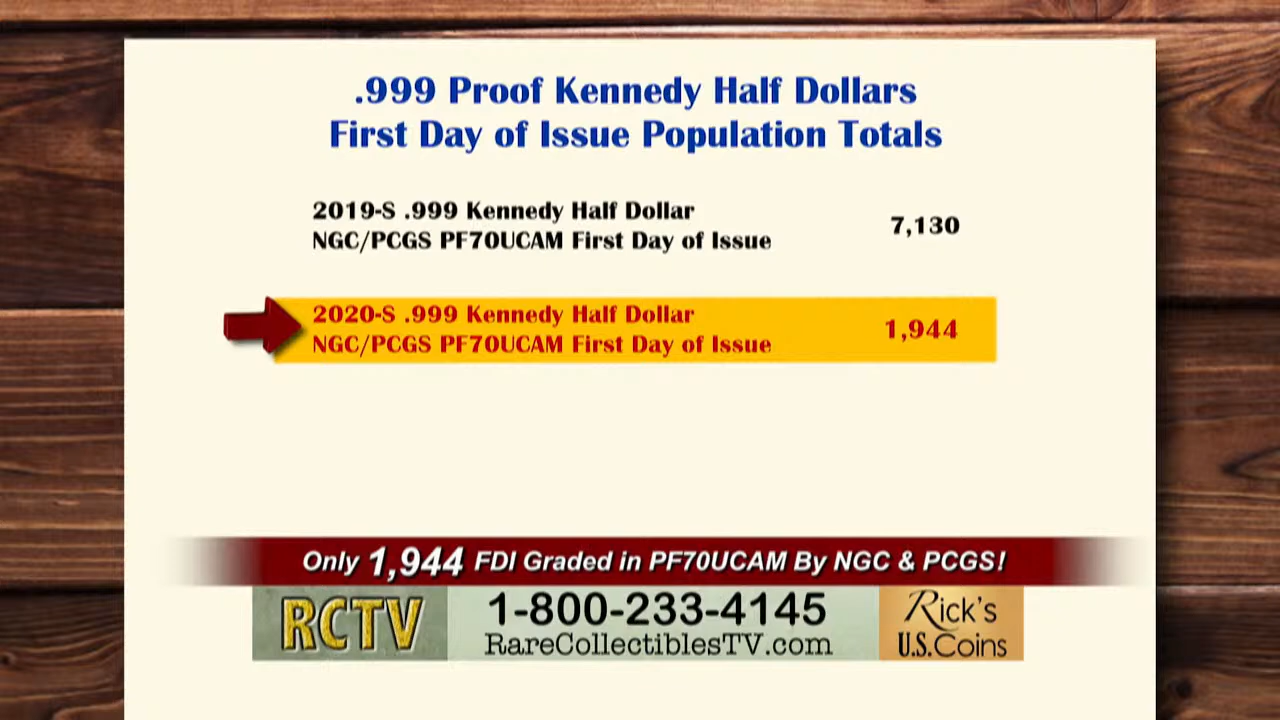 .999 Proof Kennedy Half Dollars
First Day of Issue Population Totals
2019-S .999 Kennedy Half Dollar
NGC/PCGS PF70UCAM First Day of Issue
7,130
2020-S .999 Kennedy Half Dollar
NGC/PCGS PF70UCAM First Day of Issue
1,944
Only 1,944 FDI Graded in PF70UCAM By NGC & PCGS!
RCTV
1-800-233-4145
RareCollectiblesTV.com
Rick's
U.S. Coins